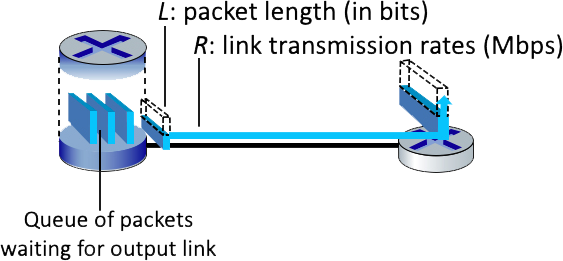 L: packet length (in bits)
R: link transmission rates (Mbps)
Queue of packets
waiting for output link